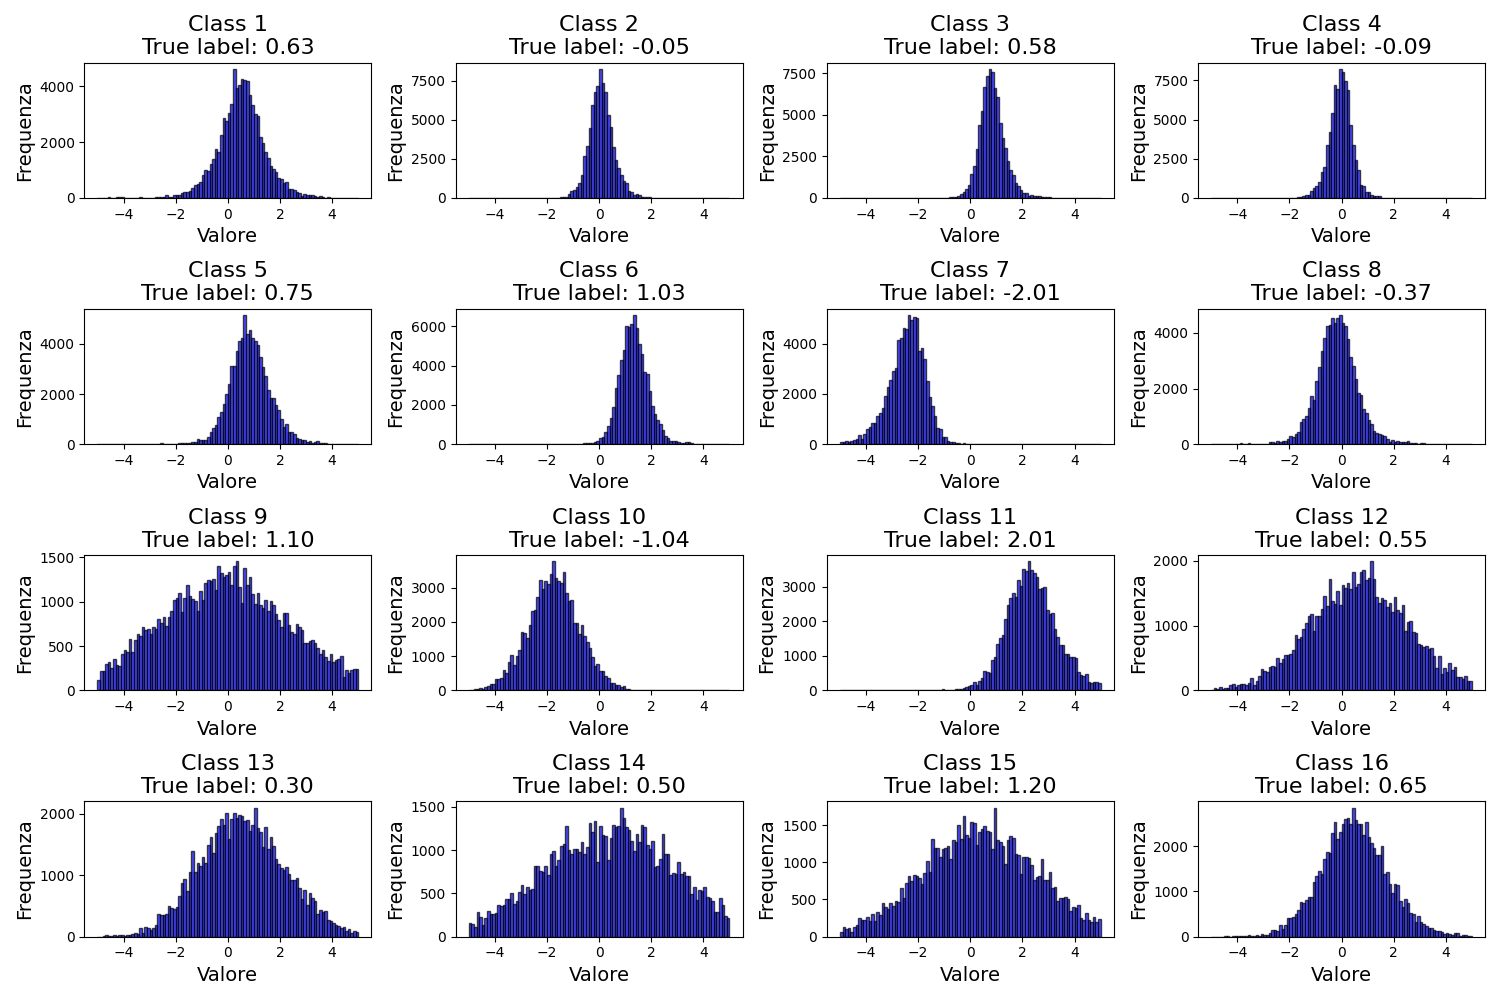 Class 1
True label: 0.63
Class 2
True label: -0.05
Class 3
True label: 0.58
Class 4
True label: -0.09
Frequenza
4000
2000
0
−4 −2 0 2 4
Valore
Frequenza
7500
5000
2500
0
−4 −2 0 2 4
Valore
Frequenza
7500
5000
2500
0
−4 −2 0 2 4
Valore
Frequenza
7500
5000
2500
0
−4 −2 0 2 4
Valore
Class 5
True label: 0.75
Class 6
True label: 1.03
Class 7
True label: -2.01
Class 8
True label: -0.37
Frequenza
4000
2000
0
−4 −2 0 2 4
Valore
Frequenza
6000
4000
2000
0
−4 −2 0 2 4
Valore
Frequenza
4000
2000
0
−4 −2 0 2 4
Valore
Frequenza
4000
2000
0
−4 −2 0 2 4
Valore
Class 9
True label: 1.10
Class 10
True label: -1.04
Class 11
True label: 2.01
Class 12
True label: 0.55
Frequenza
1500
1000
500
0
−4 −2 0 2 4
Valore
Frequenza
3000
2000
1000
0
−4 −2 0 2 4
Valore
Frequenza
3000
2000
1000
0
−4 −2 0 2 4
Valore
Frequenza
2000
1000
0
−4 −2 0 2 4
Valore
Class 13
True label: 0.30
Class 14
True label: 0.50
Class 15
True label: 1.20
Class 16
True label: 0.65
Frequenza
2000
1000
0
−4 −2 0 2 4
Valore
Frequenza
1500
1000
500
0
−4 −2 0 2 4
Valore
Frequenza
1500
1000
500
0
−4 −2 0 2 4
Valore
Frequenza
2000
1000
0
−4 −2 0 2 4
Valore